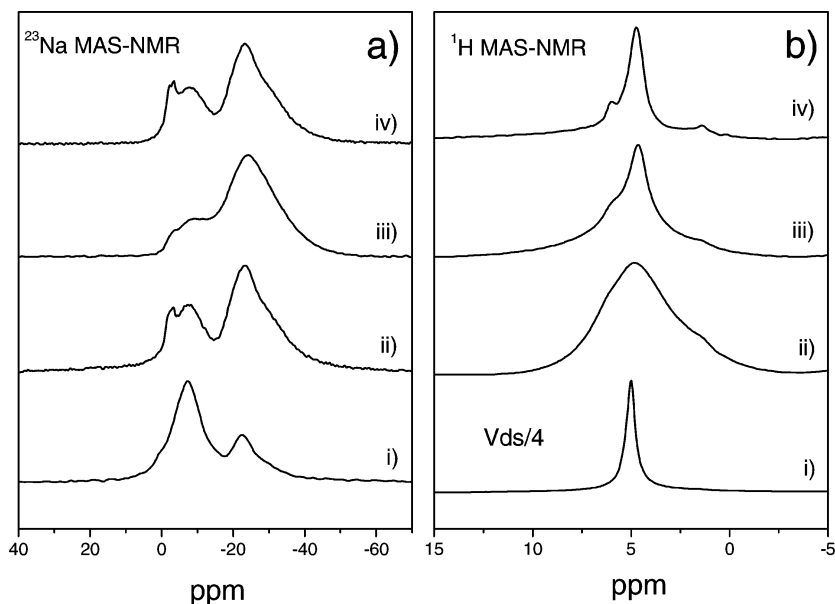 ²³Na MAS-NMR
a)
iv)
iii)
ii)
i)
40 20 0 -20 -40 -60
ppm
¹H MAS-NMR
b)
iv)
iii)
ii)
Vds/4
i)
15 10 5 0 -5
ppm